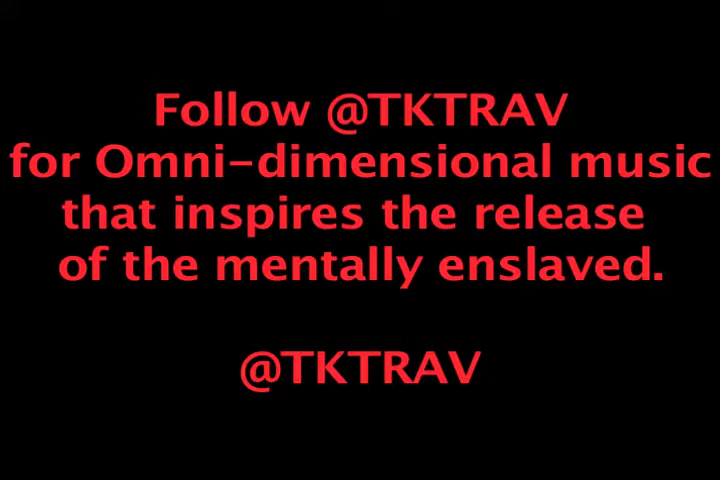 Follow @TKTRAV
for Omni-dimensional music
that inspires the release
of the mentally enslaved.
@TKTRAV